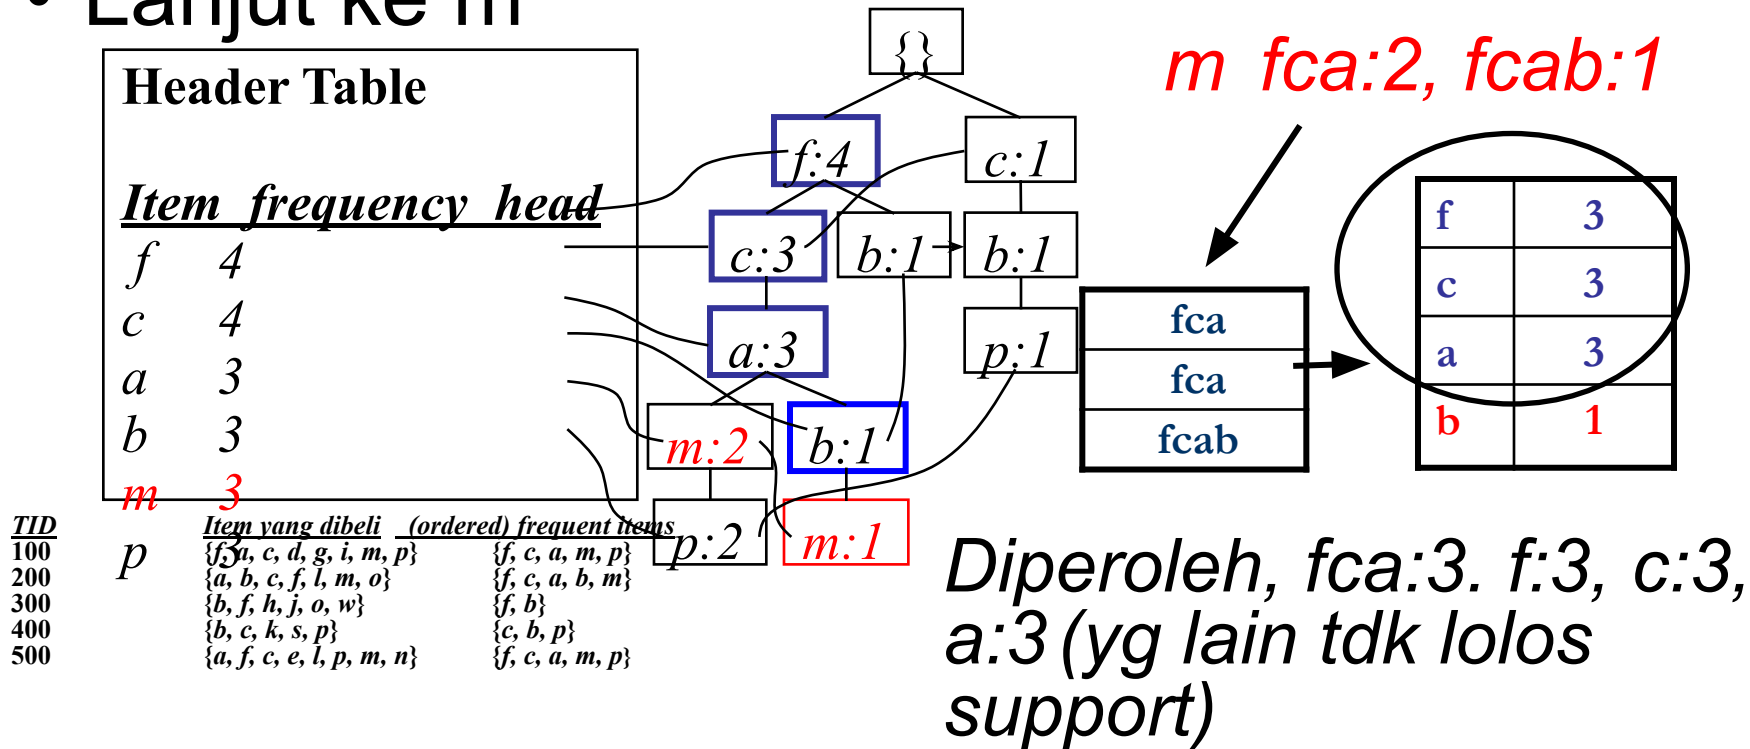 • Lanjut ke m
Header Table
Item frequency head
f 4
c 4
a 3
b 3
m 3
p 3
{}
f:4 c:1
c:3 b:1 b:1
a:3 p:1
m:2 b:1
p:2 m:1
m fca:2, fcab:1
fca
fca
fcab
f 3
c 3
a 3
b 1
TID Item yang dibeli (ordered) frequent items
100 {f, a, c, d, g, i, m, p} {f, c, a, m, p}
200 {a, b, c, f, l, m, o} {f, c, a, b, m}
300 {b, f, h, j, o, w} {f, b}
400 {b, c, k, s, p} {c, b, p}
500 {a, f, c, e, l, p, m, n} {f, c, a, m, p}
Diperoleh, fca:3. f:3, c:3,
a:3 (yg lain tdk lolos
support)